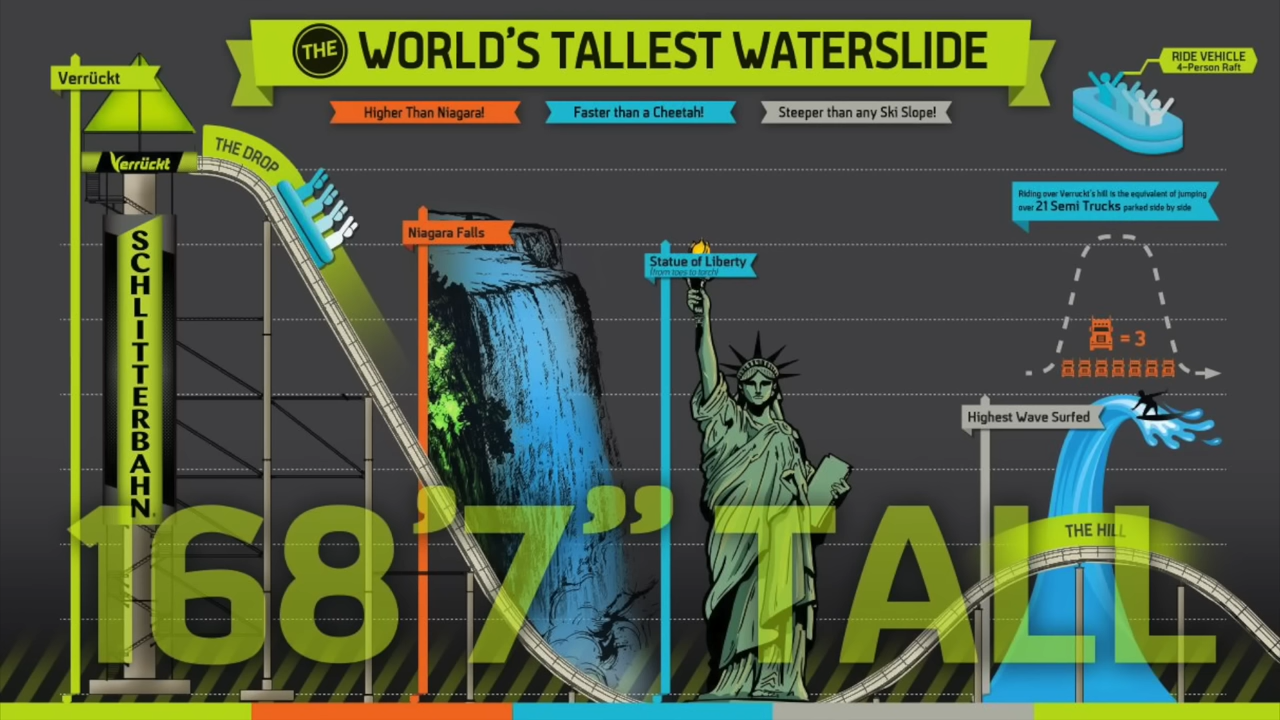 THE WORLD'S TALLEST WATERSLIDE
Higher Than Niagara!
Faster than a Cheetah!
Steeper than any Ski Slope!
RIDE VEHICLE
4-Person Raft
Verrückt
Verrückt
THE DROP
SCHLITTERBAHN
Niagara Falls
Statue of Liberty
(from toes to torch)
Riding over Verruckt's hill is the equivalent of jumping
over 21 Semi Trucks parked side by side
= 3
Highest Wave Surfed
THE HILL
168'7" TALL